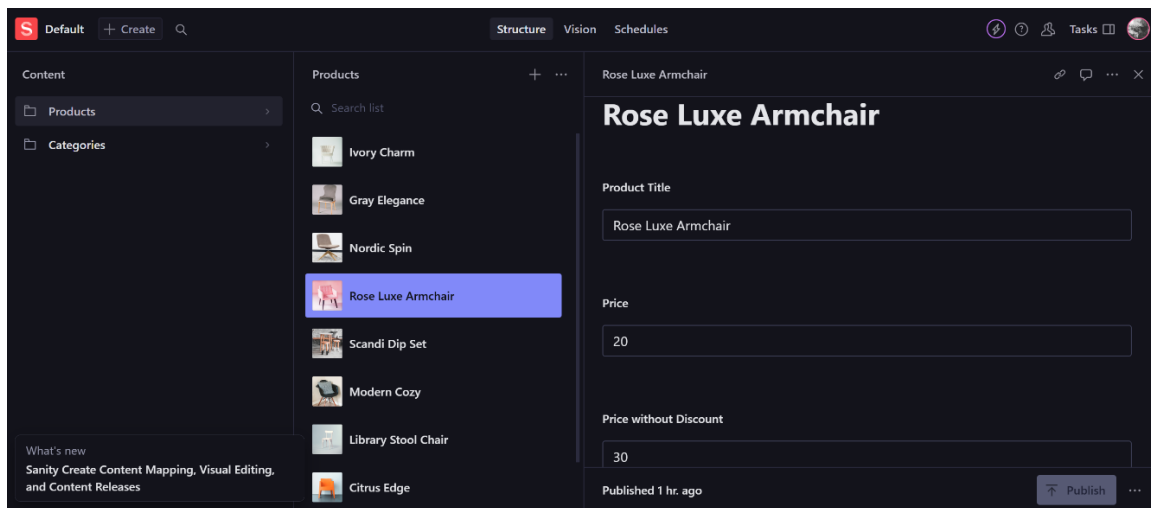 S Default + Create
Structure Vision Schedules
Tasks
Content
Products
Categories
What's new
Sanity Create Content Mapping, Visual Editing,
and Content Releases
Products
Search list
Ivory Charm
Gray Elegance
Nordic Spin
Rose Luxe Armchair
Scandi Dip Set
Modern Cozy
Library Stool Chair
Citrus Edge
Rose Luxe Armchair
Rose Luxe Armchair
Product Title
Rose Luxe Armchair
Price
20
Price without Discount
30
Published 1 hr. ago
Publish